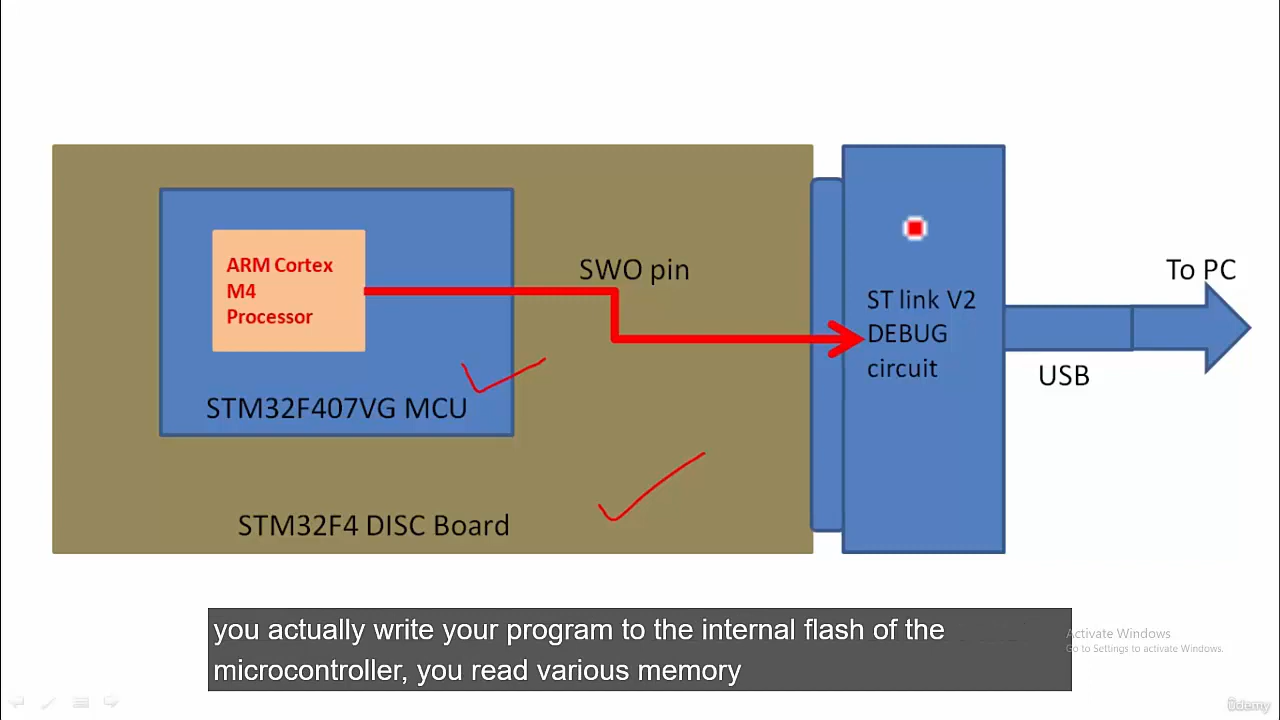 SWO pin
To PC
ARM Cortex
M4
Processor
ST link V2
DEBUG
circuit
USB
STM32F407VG MCU
STM32F4 DISC Board
you actually write your program to the internal flash of the
microcontroller, you read various memory
Activate Windows
Go to Settings to activate Windows.
ûdemy